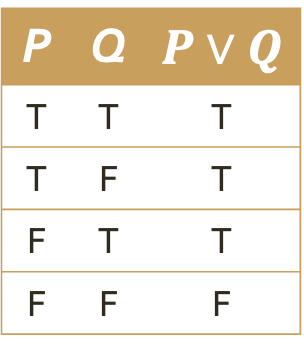 P Q P ∨ Q
T T T
T F T
F T T
F F F